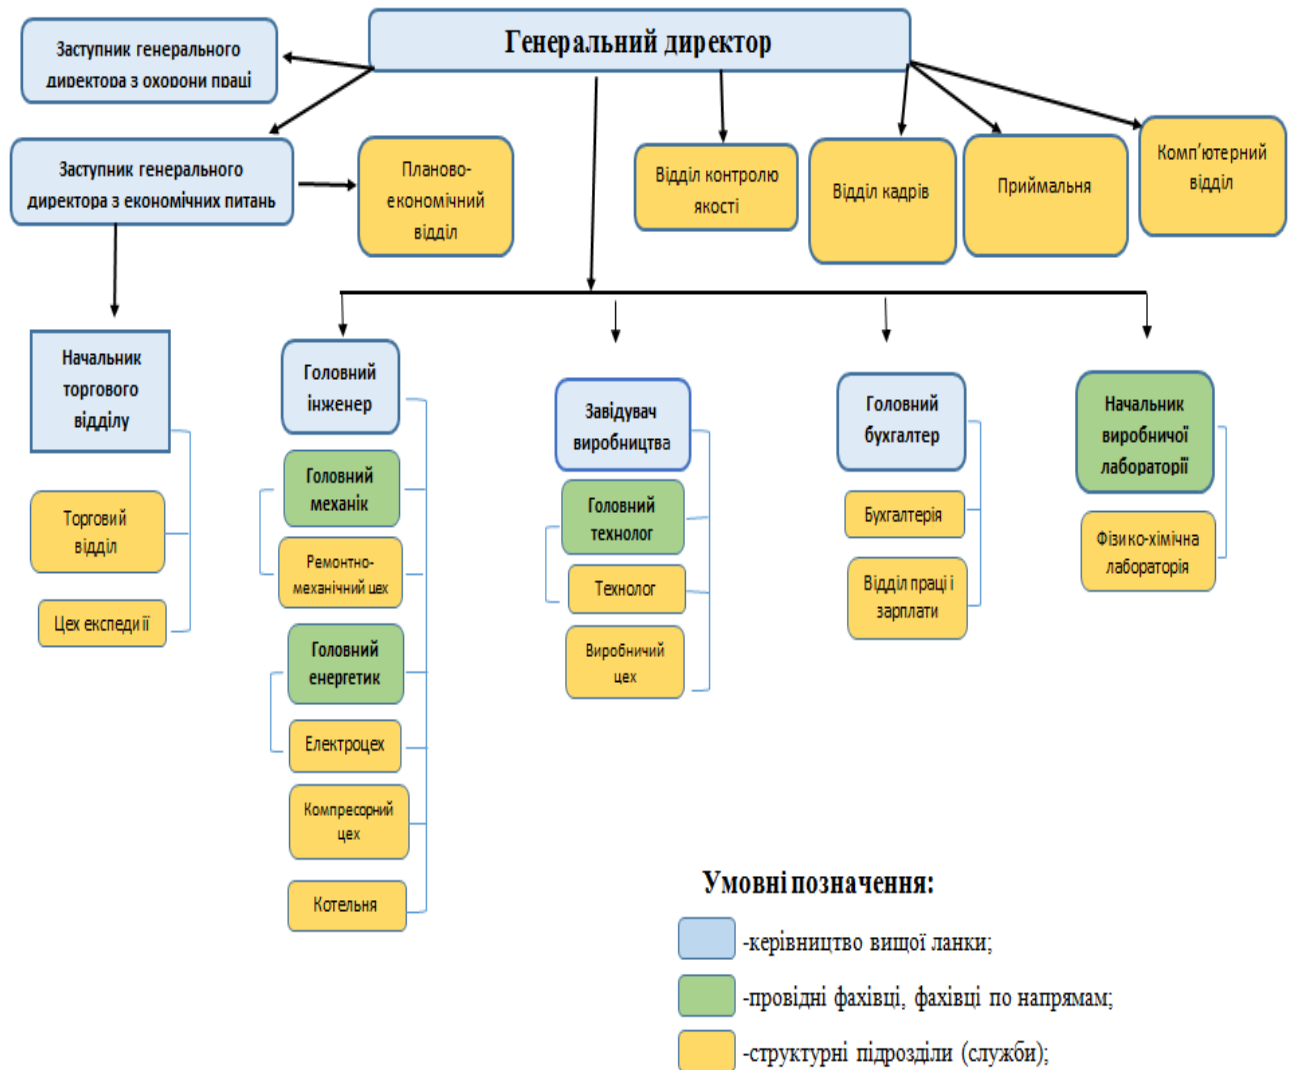 Генеральний директор
Заступник генерального
директора з охорони праці
Заступник генерального
директора з економічних питань
Планово-
економічний
відділ
Відділ контролю
якості
Відділ кадрів
Приймальня
Комп’ютерний
відділ
Начальник
торгового
відділу
Торговий
відділ
Цех експедиії
Головний
інженер
Головний
механік
Ремонтно-
механічний цех
Головний
енергетик
Електроцех
Компресорний
цех
Котельня
Завідувач
виробництва
Головний
технолог
Технолог
Виробничий
цех
Головний
бухгалтер
Бухгалтерія
Відділ праці і
зарплати
Начальник
виробничої
лабораторії
Фізико-хімічна
лабораторія
Умовні позначення:
-керівництво вищої ланки;
-провідні фахівці, фахівці по напрямам;
-структурні підрозділи (служби);